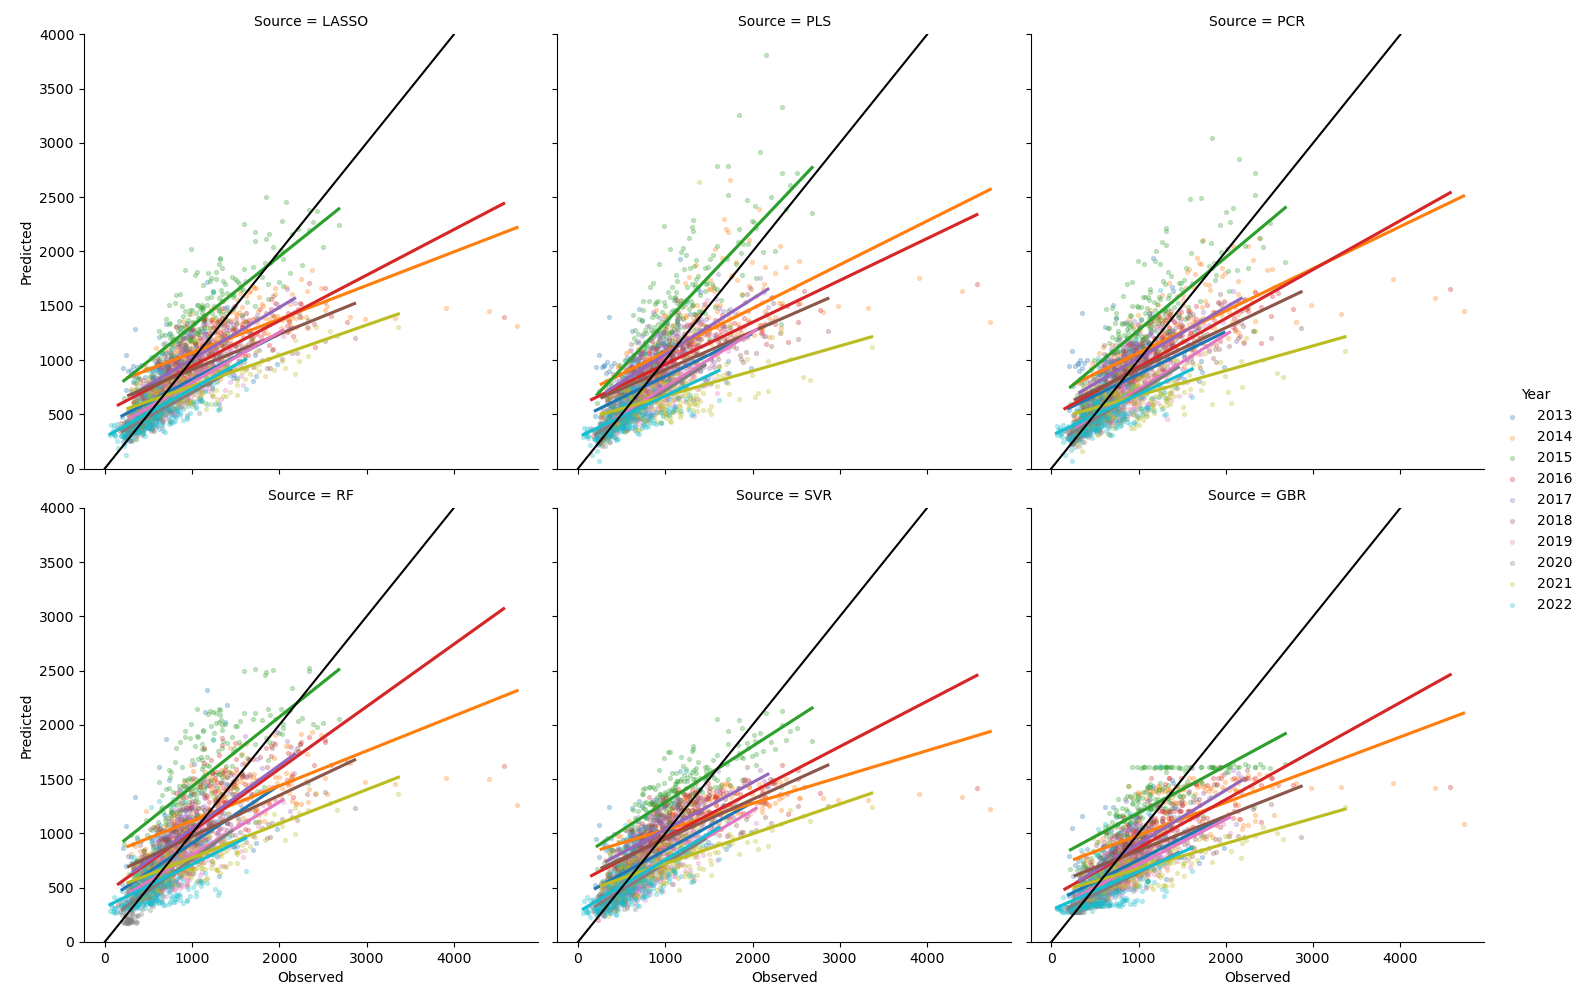 Source = LASSO
Source = PLS
Source = PCR
4000
3500
3000
2500
2000
1500
1000
500
0
Predicted
Source = RF
Source = SVR
Source = GBR
4000
3500
3000
2500
2000
1500
1000
500
0
Predicted
0 1000 2000 3000 4000
0 1000 2000 3000 4000
0 1000 2000 3000 4000
Observed
Observed
Observed
Year
2013
2014
2015
2016
2017
2018
2019
2020
2021
2022